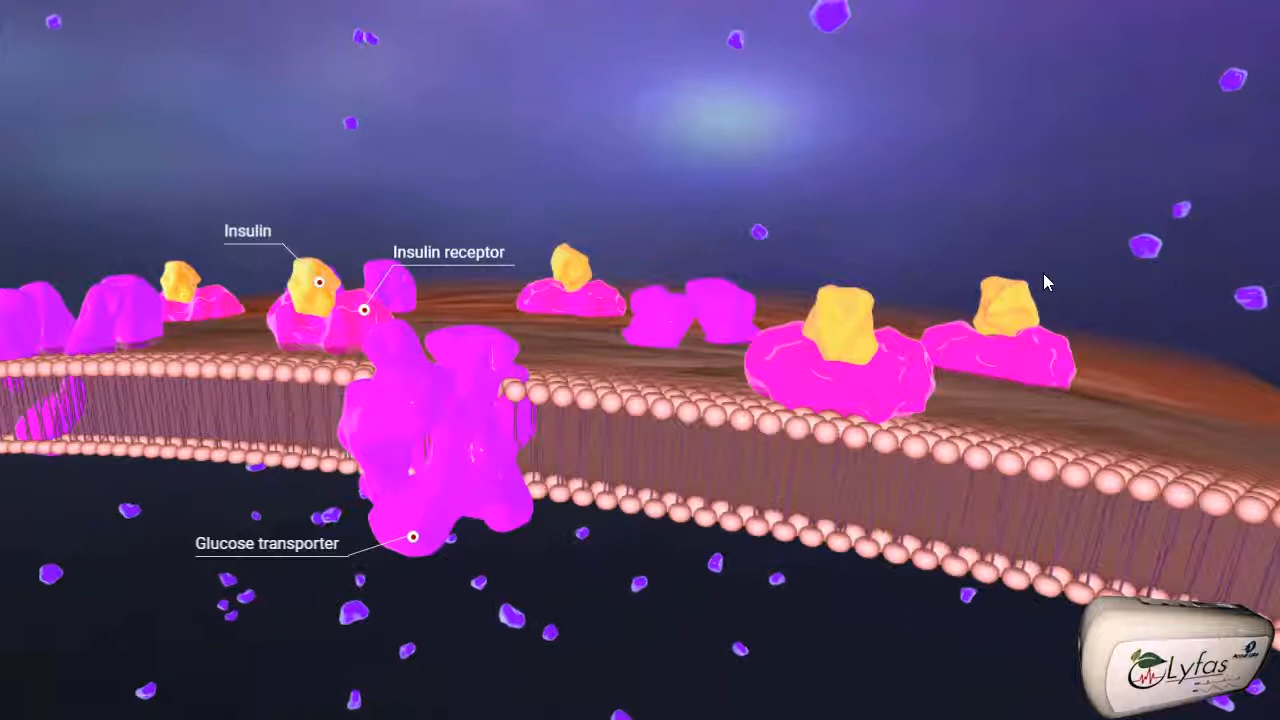 Insulin
Insulin receptor
Glucose transporter
Lyfas